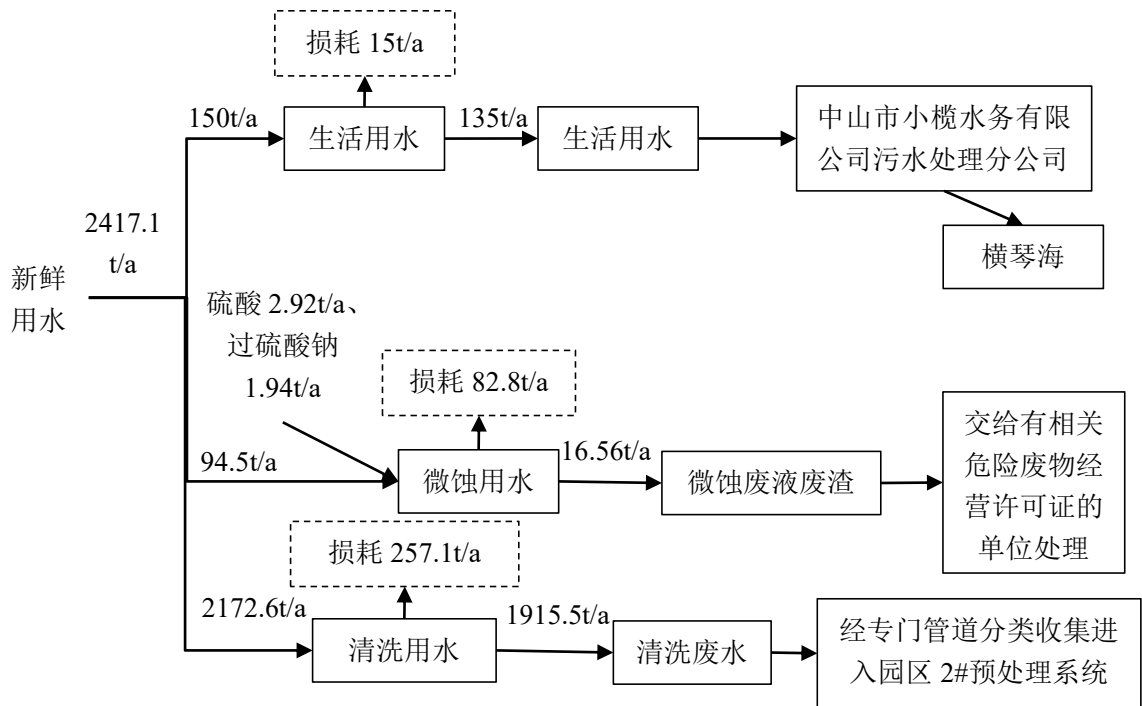 损耗 15t/a
150t/a
生活用水
135t/a
生活用水
中山市小榄水务有限
公司污水处理分公司
横琴海
2417.1
t/a
新鲜
用水
硫酸 2.92t/a、
过硫酸钠
1.94t/a
损耗 82.8t/a
94.5t/a
微蚀用水
16.56t/a
微蚀废液废渣
交给有相关
危险废物经
营许可证的
单位处理
损耗 257.1t/a
2172.6t/a
清洗用水
1915.5t/a
清洗废水
经专门管道分类收集进
入园区 2#预处理系统